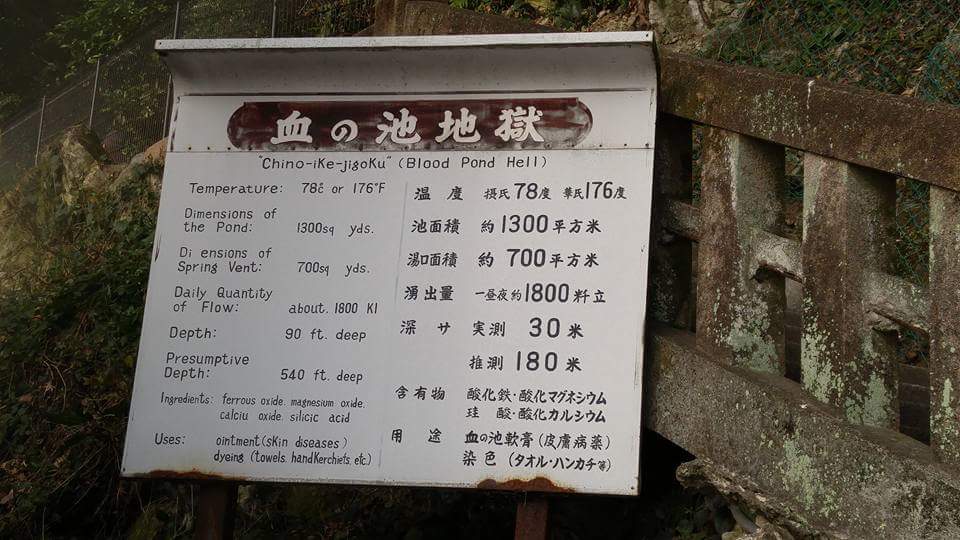 血の池地獄
"Chino-iKe-jigoKu" (Blood Pond Hell)
Temperature: 78℃ or 176°F
Dimensions of
the Pond: 1300sq yds.
Di ensions of
Spring Vent: 700sq yds.
Daily Quantity
of Flow: about. 1800 Kl
Depth: 90 ft. deep
Presumptive
Depth: 540 ft. deep
Ingredients: ferrous oxide. magnesium oxide.
calciu oxide. silicic acid
Uses: ointment(skin diseases)
dyeing (towels. handKerchiets. etc.)
温度 摂氏78度 華氏176度
池面積 約1300平方米
湯口面積 約700平方米
湧出量 一昼夜約1800粁立
深サ 実測 30米
推測 180米
含有物 酸化鉄・酸化マグネシウム
珪酸・酸化カルシウム
用途 血の池軟膏(皮膚病薬)
染色(タオル・ハンカチ等)